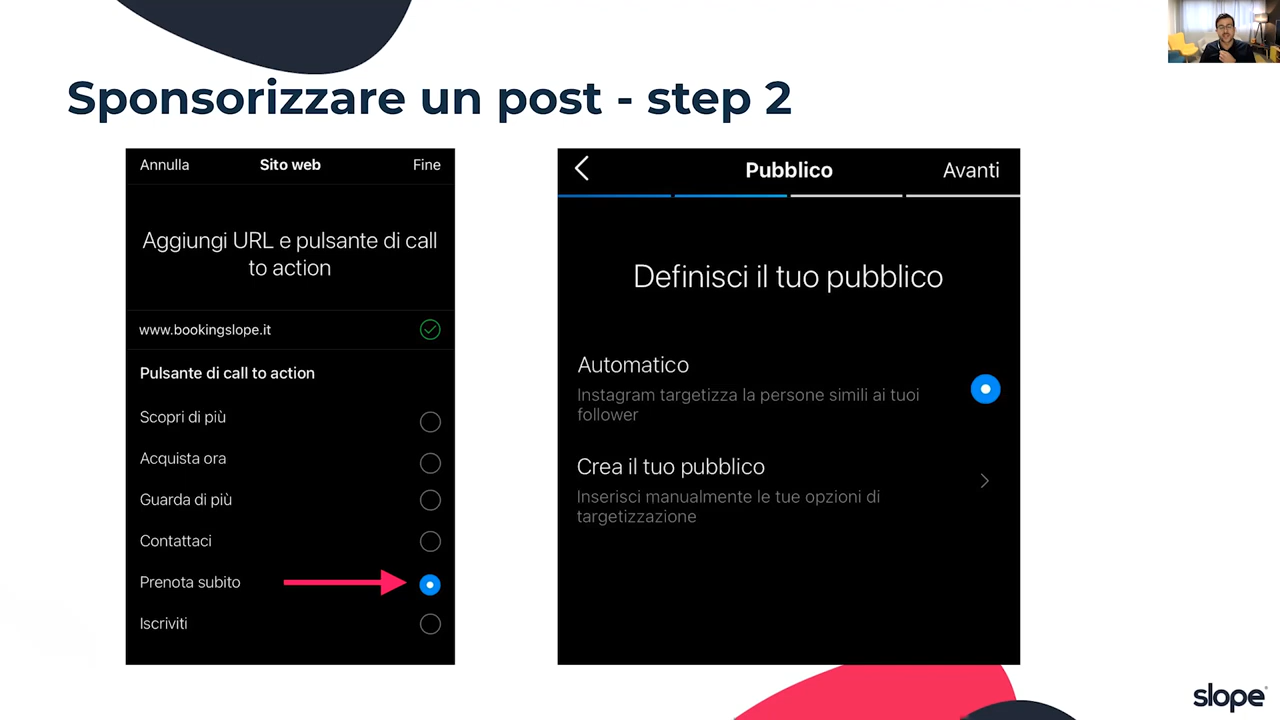 Sponsorizzare un post - step 2
Annulla Sito web Fine
Aggiungi URL e pulsante di call
to action
www.bookingslope.it
Pulsante di call to action
Scopri di più
Acquista ora
Guarda di più
Contattaci
Prenota subito
Iscriviti
Pubblico Avanti
Definisci il tuo pubblico
Automatico
Instagram targetizza la persone simili ai tuoi
follower
Crea il tuo pubblico
Inserisci manualmente le tue opzioni di
targetizzazione
slope